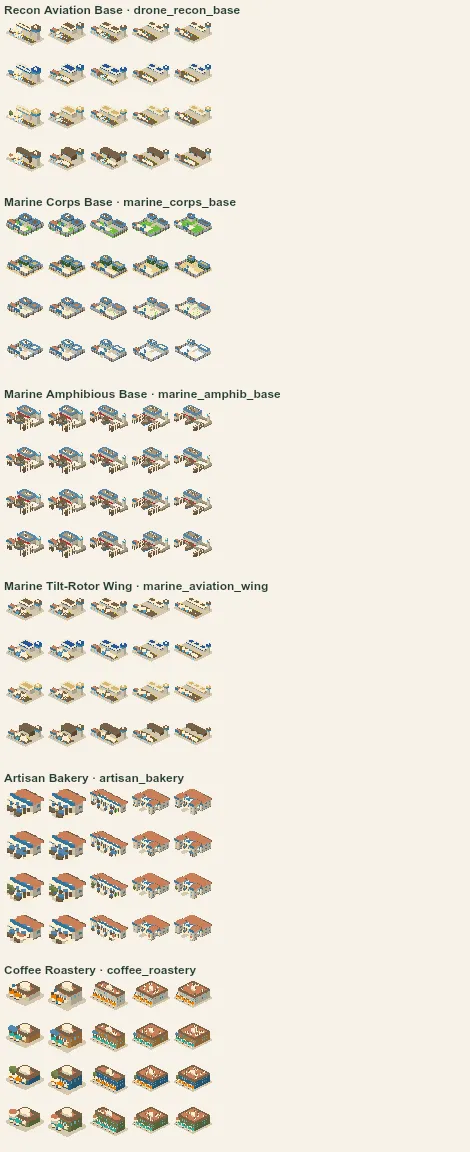 Recon Aviation Base · drone_recon_base
Marine Corps Base · marine_corps_base
Marine Amphibious Base · marine_amphib_base
Marine Tilt-Rotor Wing · marine_aviation_wing
Artisan Bakery · artisan_bakery
Coffee Roastery · coffee_roastery